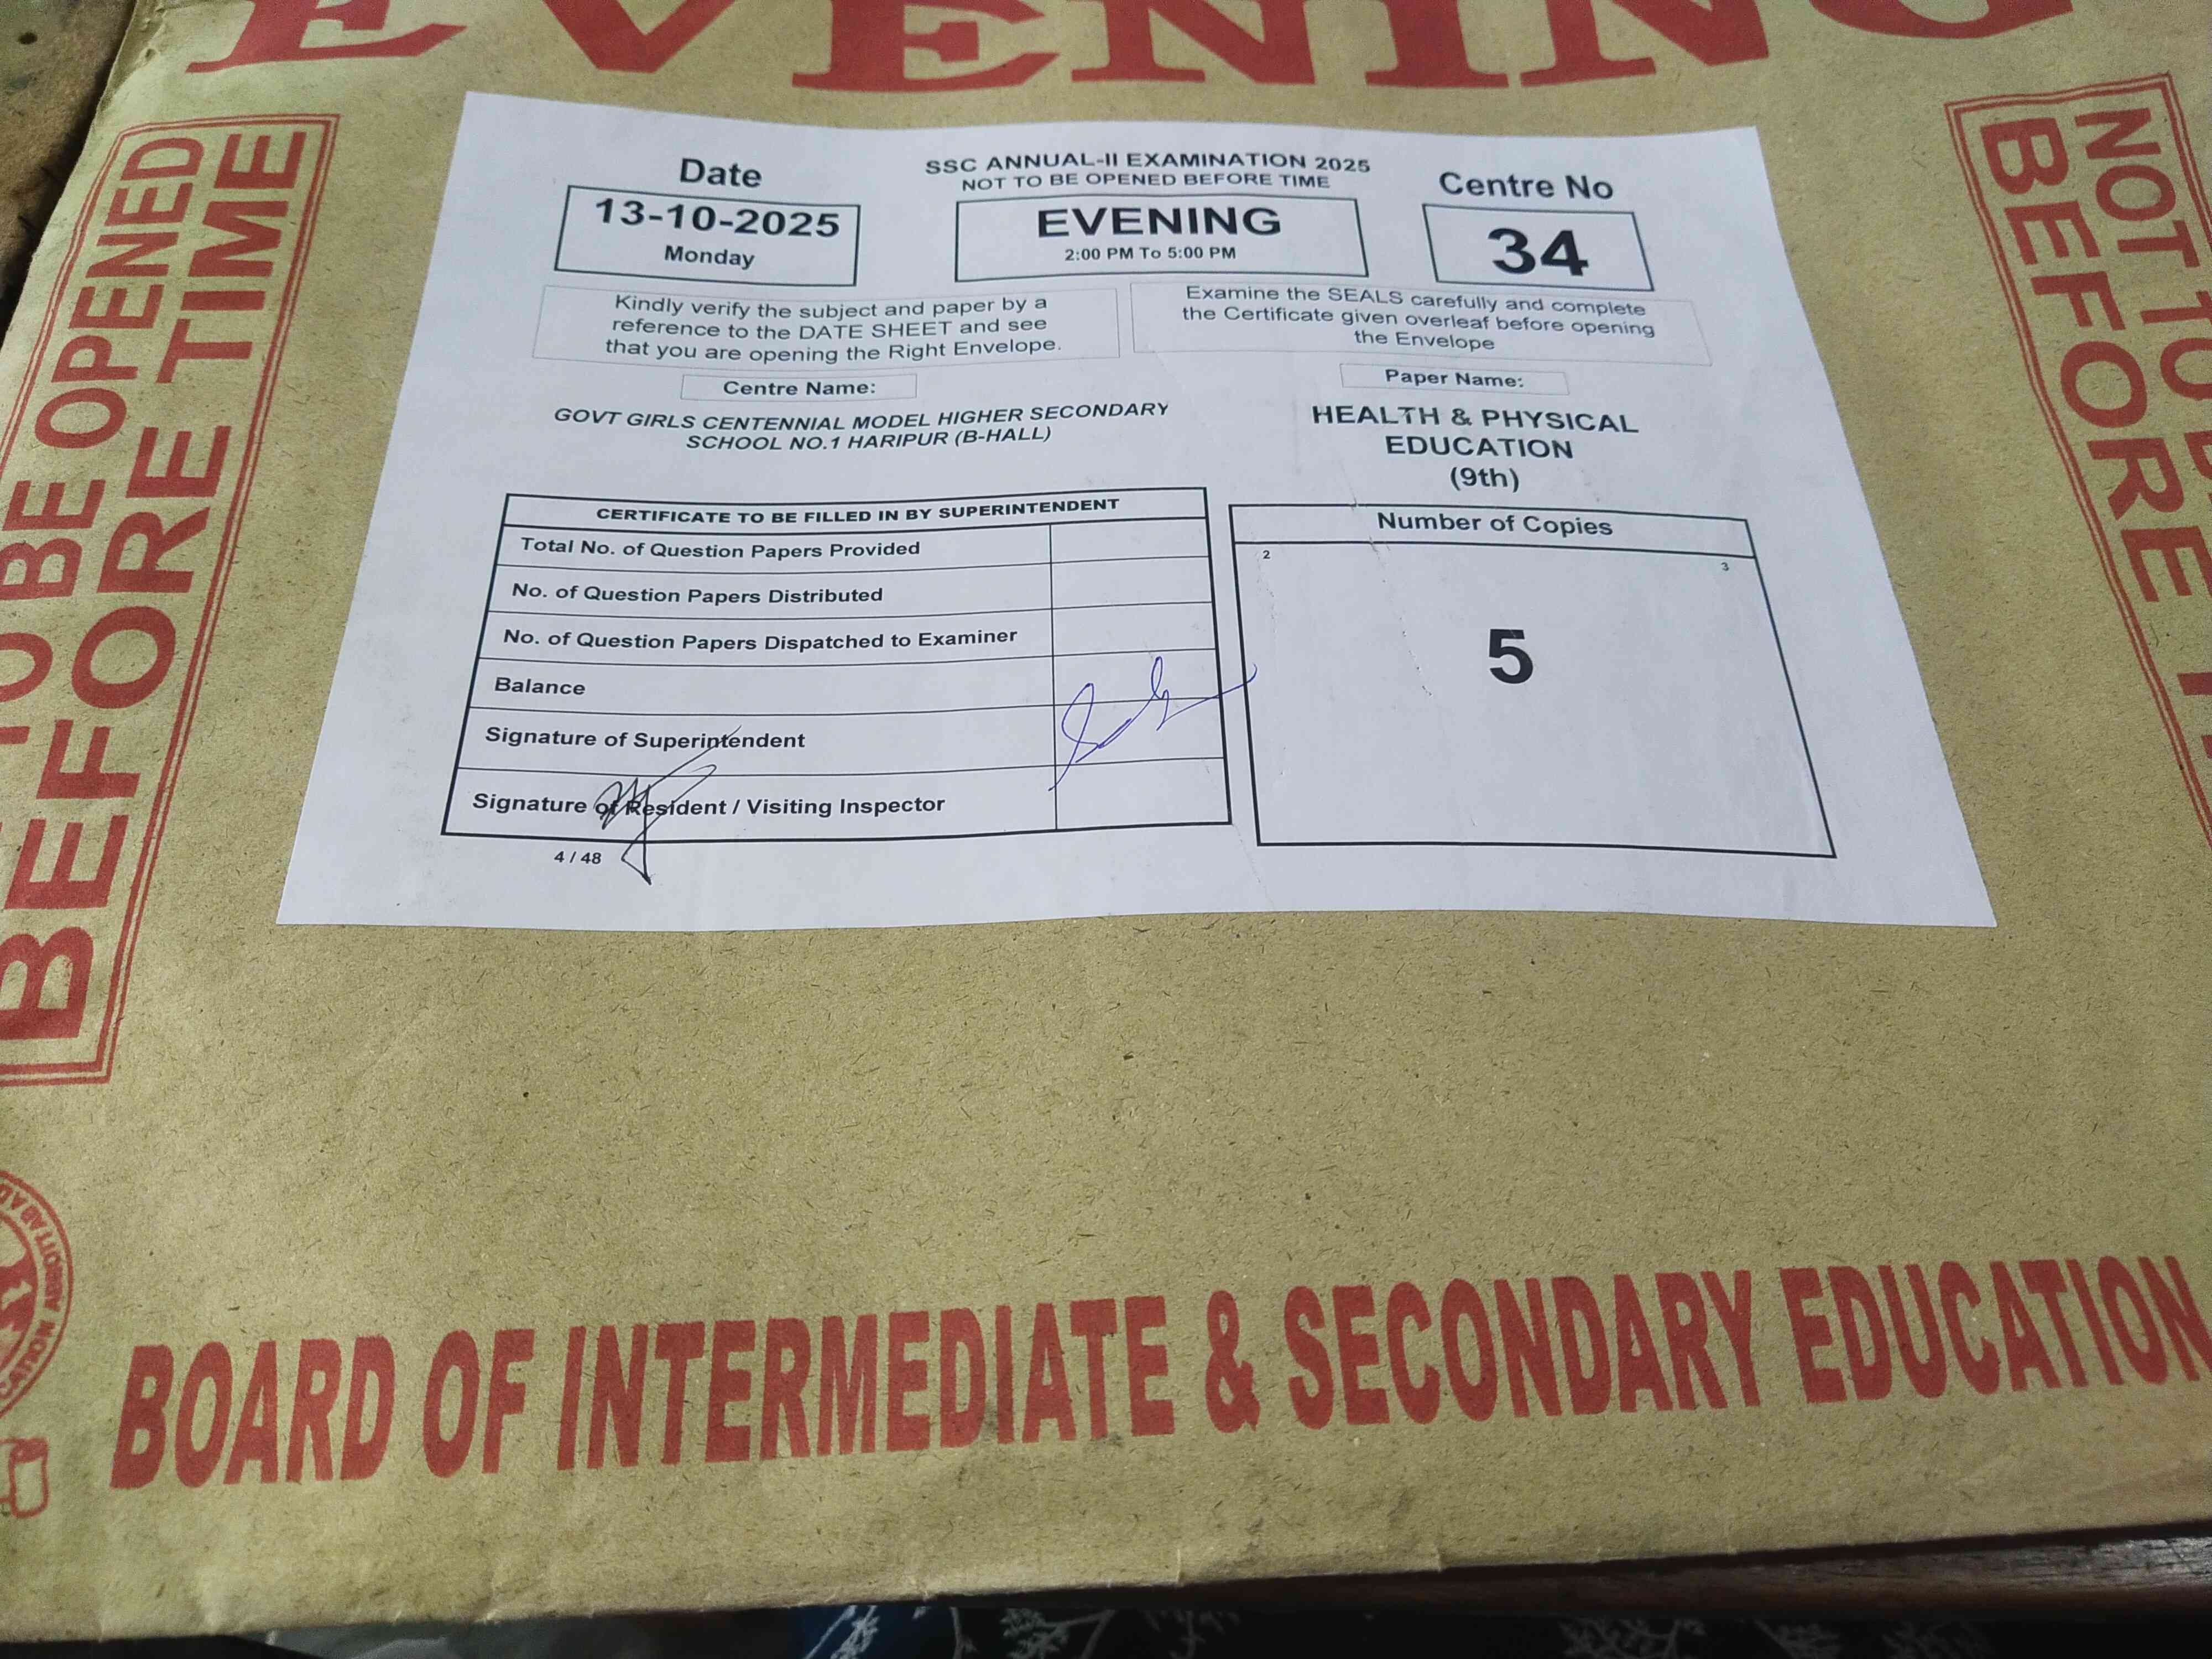 EVENING
NOT TO BE OPENED
BEFORE TIME
Date
13-10-2025
Monday
SSC ANNUAL-II EXAMINATION 2025
NOT TO BE OPENED BEFORE TIME
EVENING
2:00 PM To 5:00 PM
Centre No
34
Kindly verify the subject and paper by a
reference to the DATE SHEET and see
that you are opening the Right Envelope.
Examine the SEALS carefully and complete
the Certificate given overleaf before opening
the Envelope
Centre Name:
GOVT GIRLS CENTENNIAL MODEL HIGHER SECONDARY
SCHOOL NO.1 HARIPUR (B-HALL)
Paper Name:
HEALTH & PHYSICAL
EDUCATION
(9th)
CERTIFICATE TO BE FILLED IN BY SUPERINTENDENT
Total No. of Question Papers Provided
No. of Question Papers Distributed
No. of Question Papers Dispatched to Examiner
Balance
Signature of Superintendent
Signature of Resident / Visiting Inspector
4 / 48
Number of Copies
2
3
5
NOT TO BE
BEFORE
BOARD OF INTERMEDIATE & SECONDARY EDUCATION